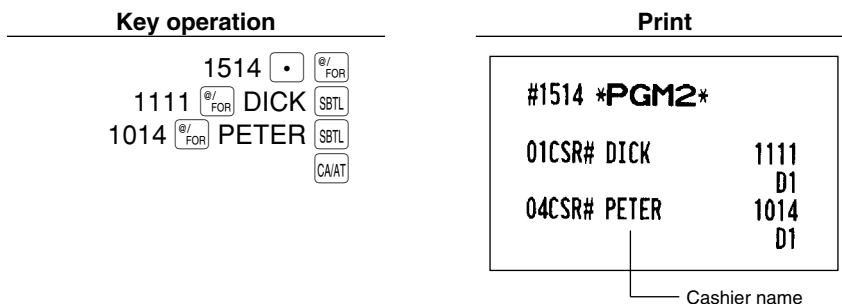 Key operation
1514 • @/FOR
1111 @/FOR DICK SBTL
1014 @/FOR PETER SBTL
CA/AT
Print
#1514 *PGM2*
01CSR# DICK 1111
D1
04CSR# PETER 1014
D1
Cashier name